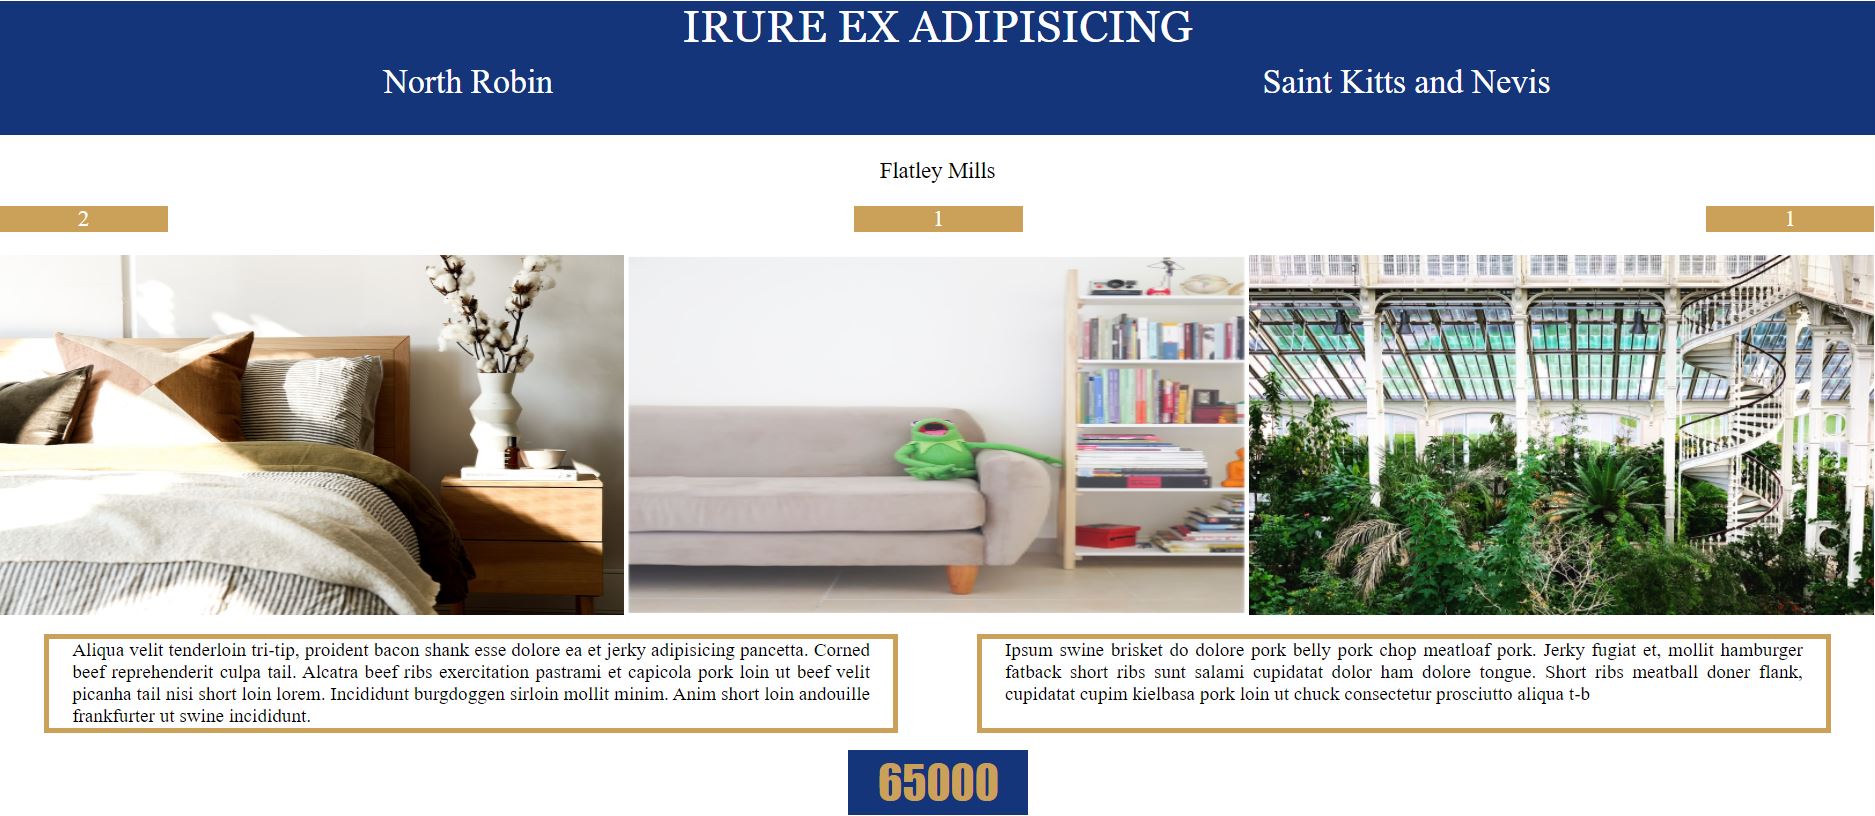 IRURE EX ADIPISICING
North Robin
Saint Kitts and Nevis
Flatley Mills
2
1
1
Aliqua velit tenderloin tri-tip, proident bacon shank esse dolore ea et jerky adipisicing pancetta. Corned
beef reprehenderit culpa tail. Alcatra beef ribs exercitation pastrami et capicola pork loin ut beef velit
picanha tail nisi short loin lorem. Incididunt burgdoggen sirloin mollit minim. Anim short loin andouille
frankfurter ut swine incididunt.
Ipsum swine brisket do dolore pork belly pork chop meatloaf pork. Jerky fugiat et, mollit hamburger
fatback short ribs sunt salami cupidatat dolor ham dolore tongue. Short ribs meatball doner flank,
cupidatat cupim kielbasa pork loin ut chuck consectetur prosciutto aliqua t-b
65000